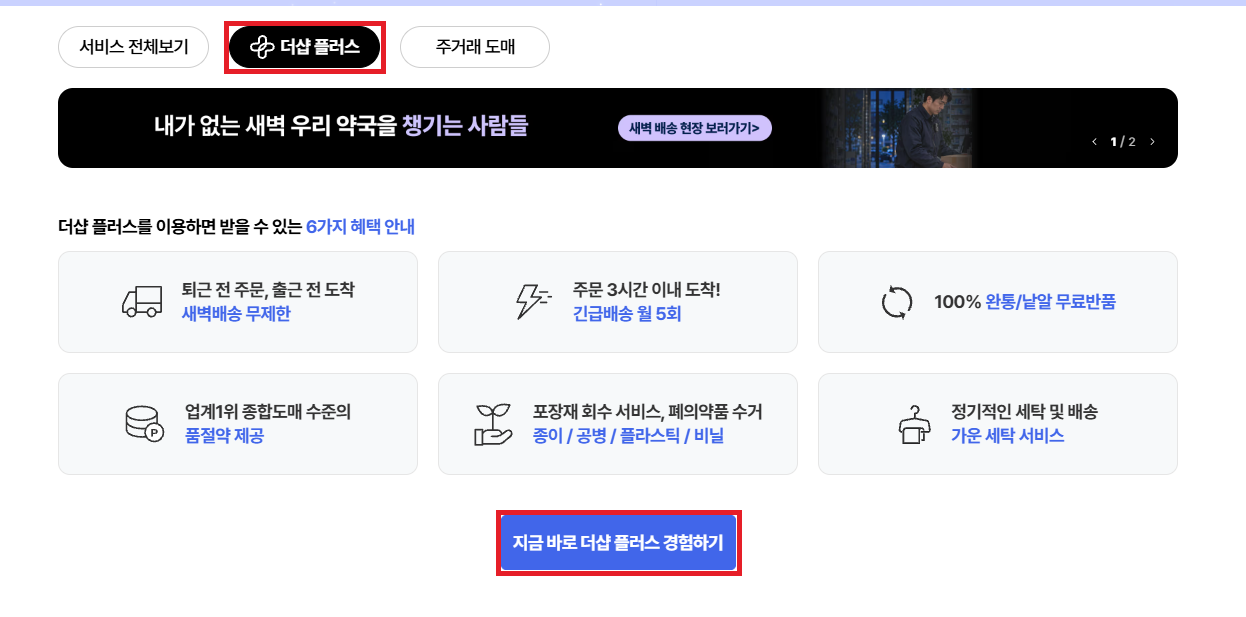 서비스 전체보기
더샵 플러스
주거래 도매
내가 없는 새벽 우리 약국을 챙기는 사람들
새벽 배송 현장 보러가기>
< 1 / 2 >
더샵 플러스를 이용하면 받을 수 있는 6가지 혜택 안내
퇴근 전 주문, 출근 전 도착
새벽배송 무제한
주문 3시간 이내 도착!
긴급배송 월 5회
100% 완통/낱알 무료반품
업계1위 종합도매 수준의
품절약 제공
P
포장재 회수 서비스, 폐의약품 수거
종이 / 공병 / 플라스틱 / 비닐
정기적인 세탁 및 배송
가운 세탁 서비스
지금 바로 더샵 플러스 경험하기